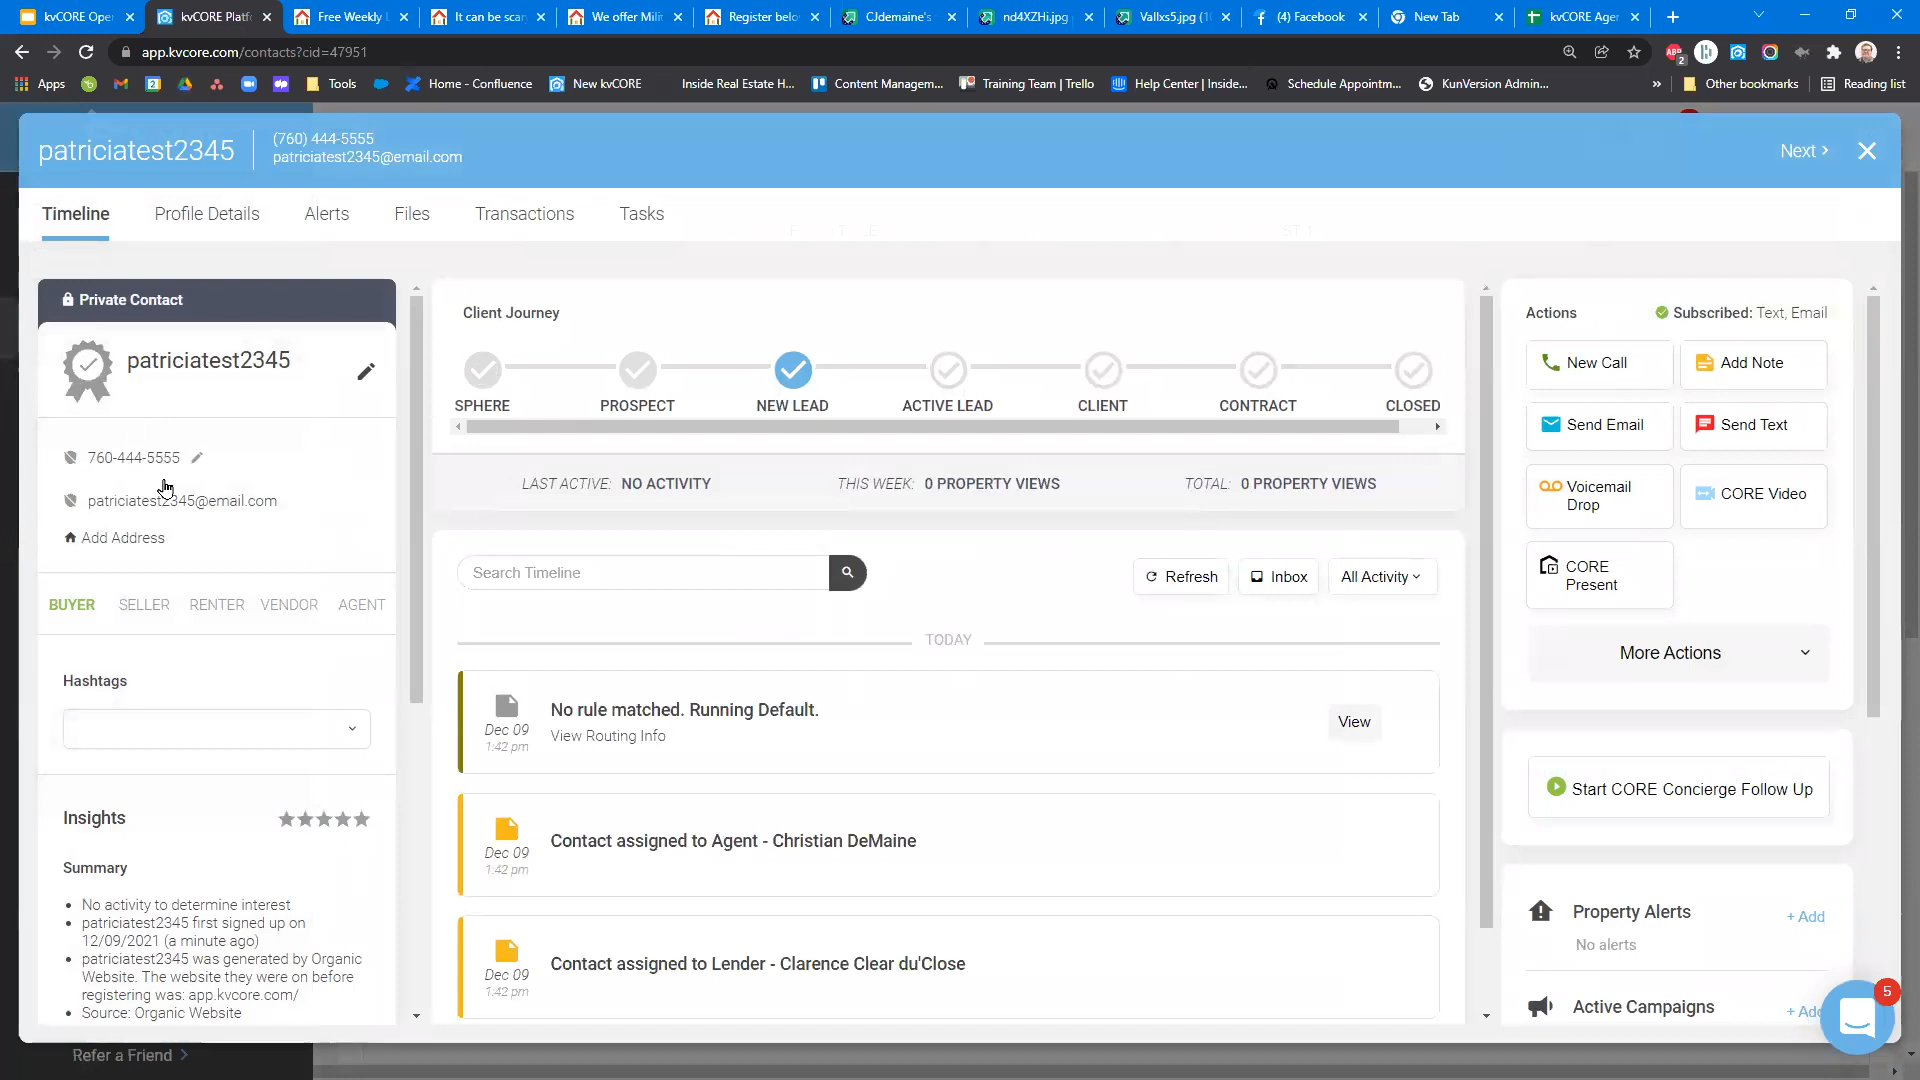 kvCORE Oper
kvCORE Platf
Free Weekly L
It can be scar
We offer Mili
Register belo
CJdemaine's
nd4XZHi.jpg
Vallxs5.jpg (1
(4) Facebook
New Tab
kvCORE Ager
app.kvcore.com/contacts?cid=47951
2
Apps
Tools
Home - Confluence
New kvCORE
Inside Real Estate H...
Content Managem...
Training Team | Trello
Help Center | Inside...
Schedule Appointm...
KunVersion Admin...
»
Other bookmarks
Reading list
patriciatest2345
(760) 444-5555
patriciatest2345@email.com
Next >
Timeline
Profile Details
Alerts
Files
Transactions
Tasks
Private Contact
patriciatest2345
760-444-5555
patriciatest2345@email.com
Add Address
BUYER
SELLER
RENTER
VENDOR
AGENT
Hashtags
Insights
Summary
• No activity to determine interest
• patriciatest2345 first signed up on
12/09/2021 (a minute ago)
• patriciatest2345 was generated by Organic
Website. The website they were on before
registering was: app.kvcore.com/
• Source: Organic Website
Refer a Friend >
Client Journey
SPHERE
PROSPECT
NEW LEAD
ACTIVE LEAD
CLIENT
CONTRACT
CLOSED
LAST ACTIVE: NO ACTIVITY
THIS WEEK: 0 PROPERTY VIEWS
TOTAL: 0 PROPERTY VIEWS
Search Timeline
Refresh
Inbox
All Activity
TODAY
Dec 09
1:42 pm
No rule matched. Running Default.
View Routing Info
View
Dec 09
1:42 pm
Contact assigned to Agent - Christian DeMaine
Dec 09
1:42 pm
Contact assigned to Lender - Clarence Clear du'Close
Actions
Subscribed: Text, Email
New Call
Add Note
Send Email
Send Text
Voicemail
Drop
CORE Video
CORE
Present
More Actions
Start CORE Concierge Follow Up
Property Alerts
+ Add
No alerts
Active Campaigns
+ Add
5